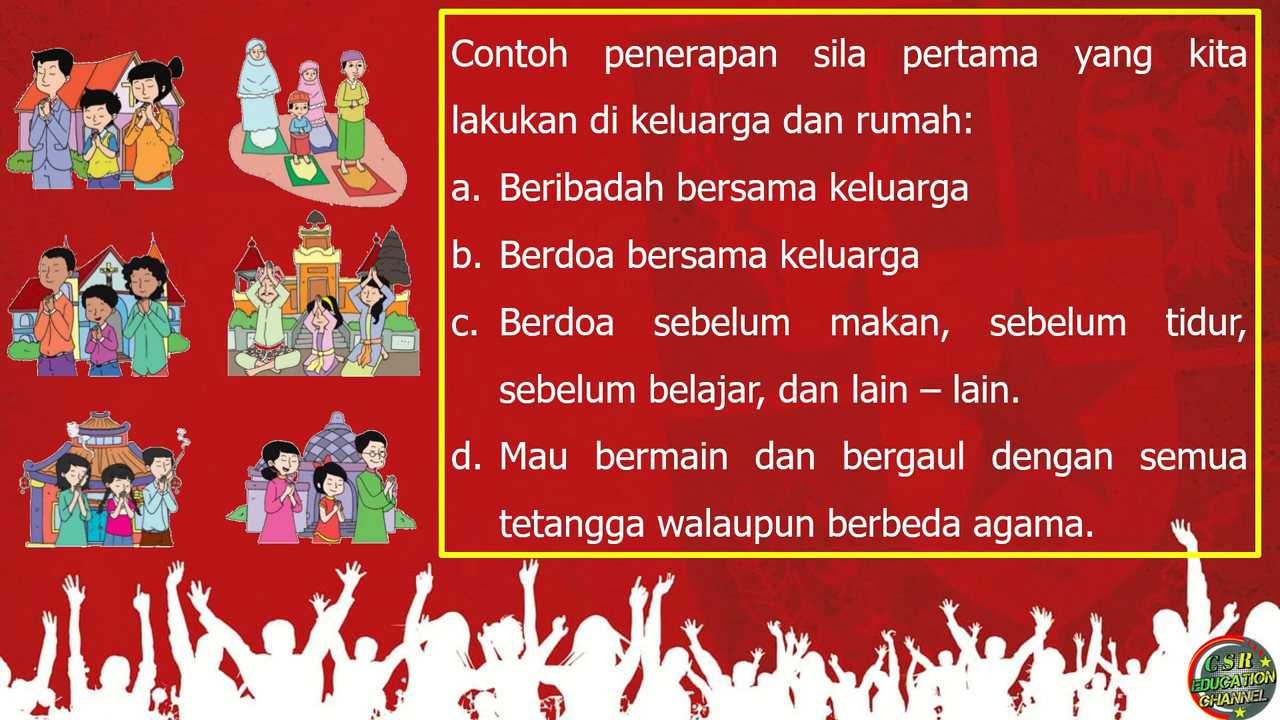 Contoh penerapan sila pertama yang kita
lakukan di keluarga dan rumah:
a. Beribadah bersama keluarga
b. Berdoa bersama keluarga
c. Berdoa sebelum makan, sebelum tidur,
sebelum belajar, dan lain – lain.
d. Mau bermain dan bergaul dengan semua
tetangga walaupun berbeda agama.
CSR
EDUCATION
CHANNEL